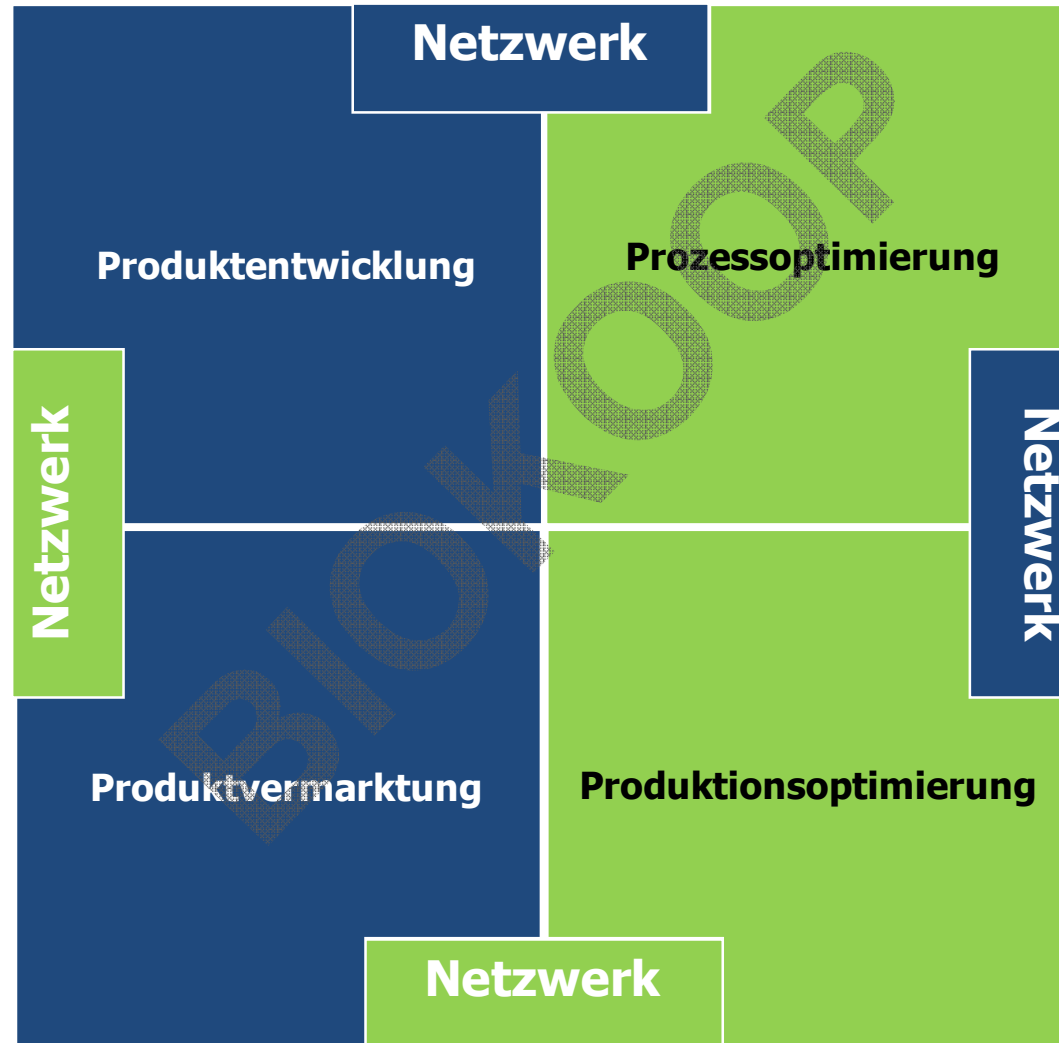 Netzwerk
Produktentwicklung
Prozessoptimierung
Netzwerk
Netzwerk
BIOKOOP
Produktvermarktung
Produktionsoptimierung
Netzwerk